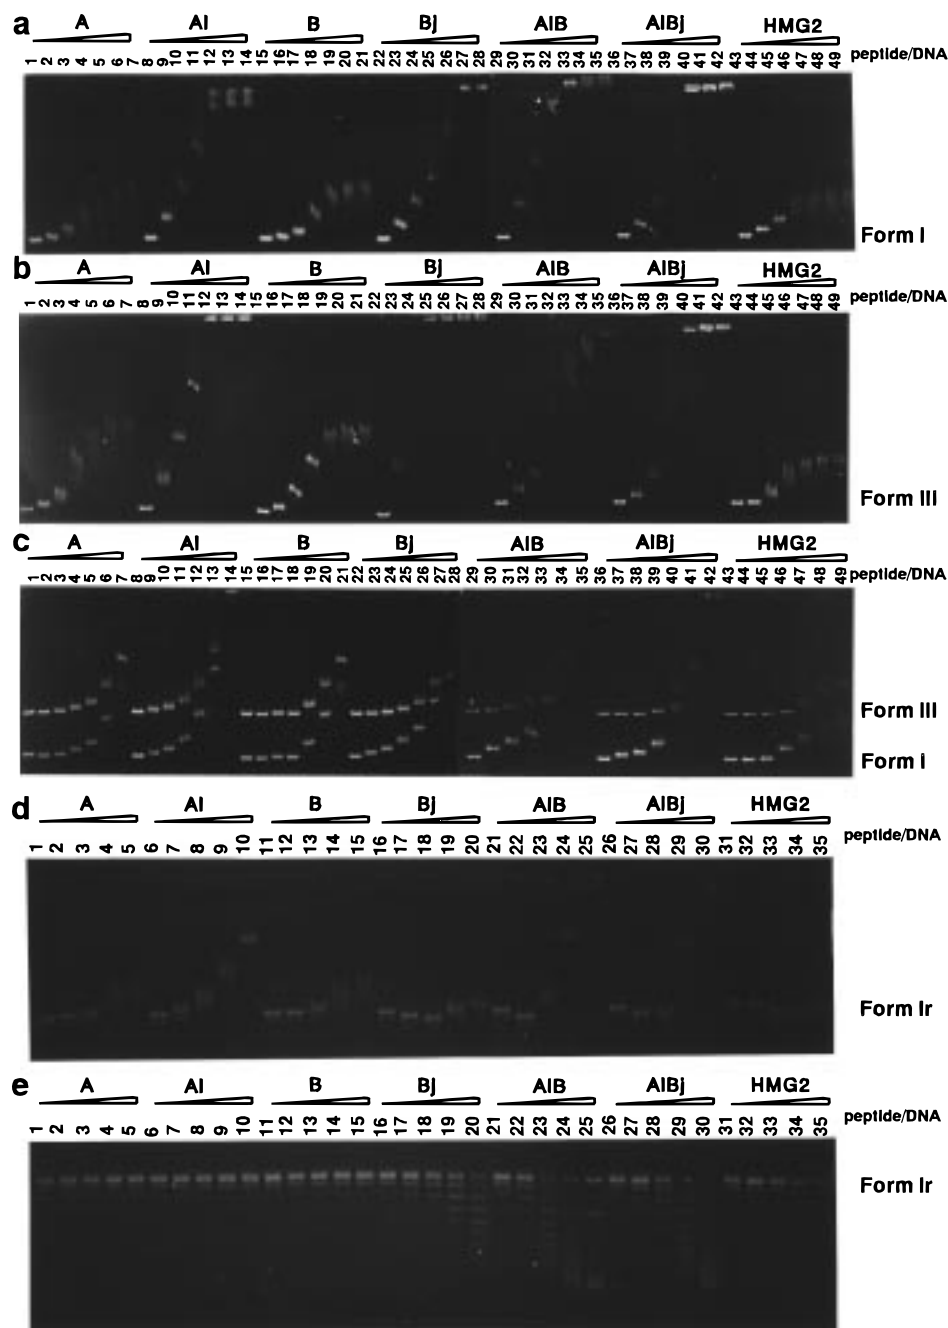 a A AI B Bj AIB AIBj HMG2
1 2 3 4 5 6 7 8 9 10 11 12 13 14 15 16 17 18 19 20 21 22 23 24 25 26 27 28 29 30 31 32 33 34 35 36 37 38 39 40 41 42 43 44 45 46 47 48 49 peptide/DNA
Form I
b A AI B Bj AIB AIBj HMG2
1 2 3 4 5 6 7 8 9 10 11 12 13 14 15 16 17 18 19 20 21 22 23 24 25 26 27 28 29 30 31 32 33 34 35 36 37 38 39 40 41 42 43 44 45 46 47 48 49 peptide/DNA
Form III
c A AI B Bj AIB AIBj HMG2
1 2 3 4 5 6 7 8 9 10 11 12 13 14 15 16 17 18 19 20 21 22 23 24 25 26 27 28 29 30 31 32 33 34 35 36 37 38 39 40 41 42 43 44 45 46 47 48 49 peptide/DNA
Form III
Form I
d A AI B Bj AIB AIBj HMG2
1 2 3 4 5 6 7 8 9 10 11 12 13 14 15 16 17 18 19 20 21 22 23 24 25 26 27 28 29 30 31 32 33 34 35 peptide/DNA
Form Ir
e A AI B Bj AIB AIBj HMG2
1 2 3 4 5 6 7 8 9 10 11 12 13 14 15 16 17 18 19 20 21 22 23 24 25 26 27 28 29 30 31 32 33 34 35 peptide/DNA
Form Ir